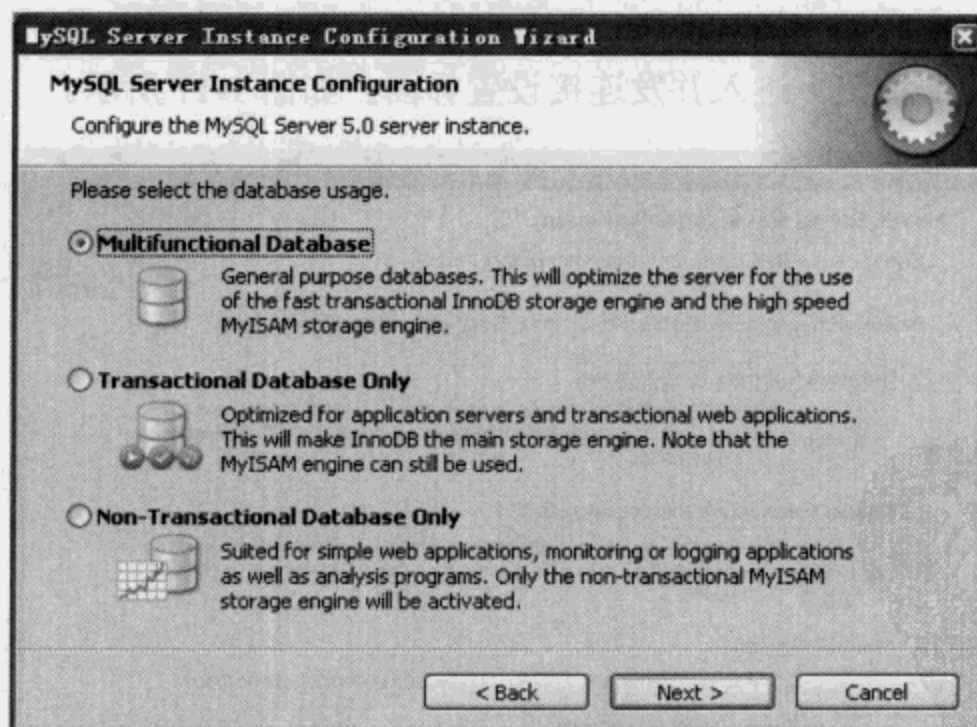 MySQL Server Instance Configuration Wizard
MySQL Server Instance Configuration
Configure the MySQL Server 5.0 server instance.
Please select the database usage.
Multifunctional Database
General purpose databases. This will optimize the server for the use
of the fast transactional InnoDB storage engine and the high speed
MyISAM storage engine.
Transactional Database Only
Optimized for application servers and transactional web applications.
This will make InnoDB the main storage engine. Note that the
MyISAM engine can still be used.
Non-Transactional Database Only
Suited for simple web applications, monitoring or logging applications
as well as analysis programs. Only the non-transactional MyISAM
storage engine will be activated.
< Back
Next >
Cancel